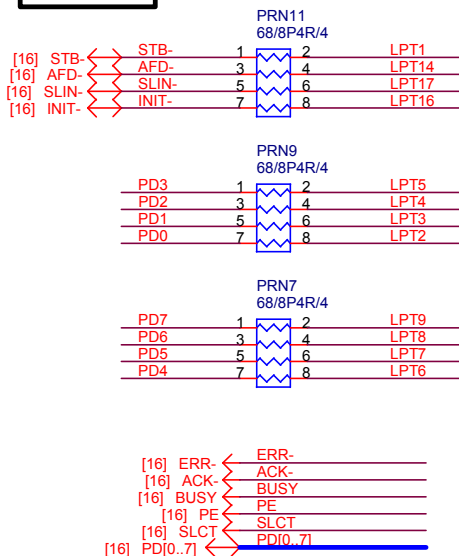 PRN11
68/8P4R/4
[16] STB- STB- 1 2 LPT1
[16] AFD- AFD- 3 4 LPT14
[16] SLIN- SLIN- 5 6 LPT17
[16] INIT- INIT- 7 8 LPT16
PRN9
68/8P4R/4
PD3 1 2 LPT5
PD2 3 4 LPT4
PD1 5 6 LPT3
PD0 7 8 LPT2
PRN7
68/8P4R/4
PD7 1 2 LPT9
PD6 3 4 LPT8
PD5 5 6 LPT7
PD4 7 8 LPT6
[16] ERR- ERR-
[16] ACK- ACK-
[16] BUSY BUSY
[16] PE PE
[16] SLCT SLCT
[16] PD[0..7] PD[0..7]